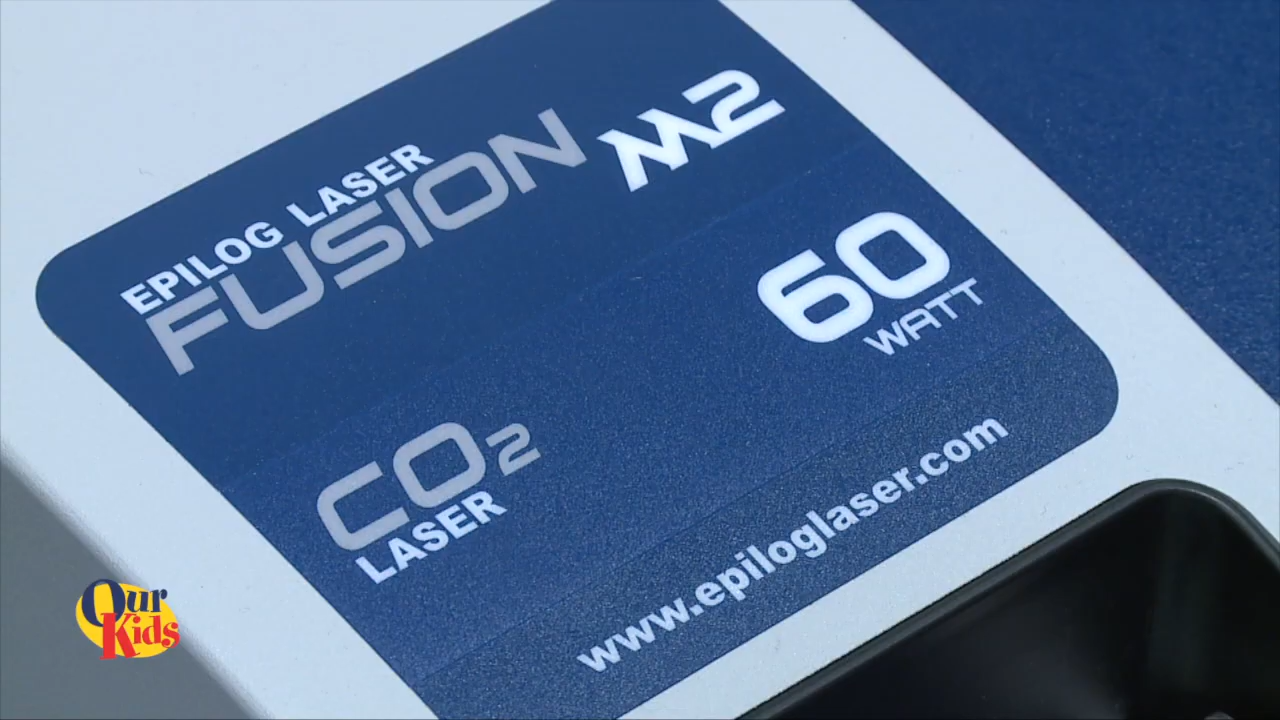 EPILOG LASER
FUSION M2
60
WATT
CO2
LASER
www.epiloglaser.com
Our
Kids